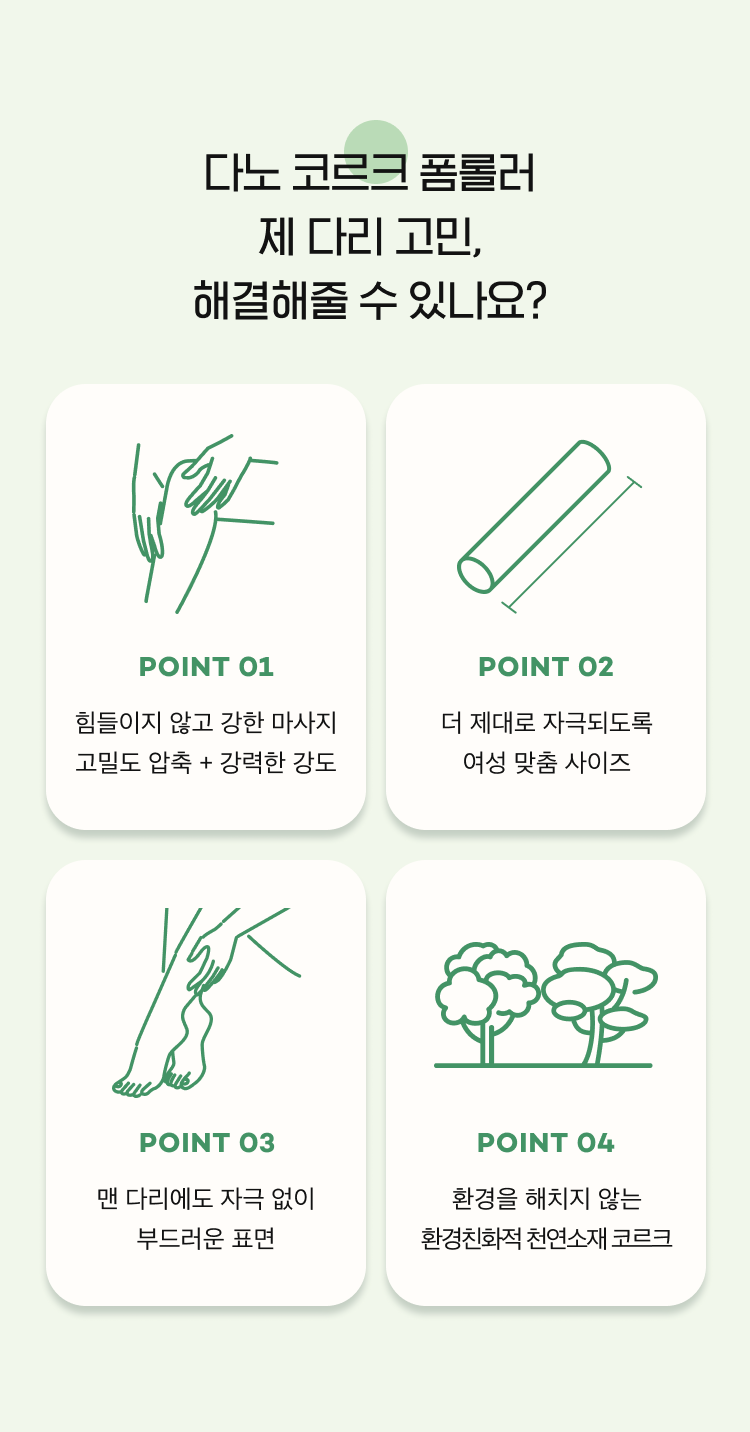 다노 코르크 폼롤러
제 다리 고민,
해결해줄 수 있나요?
POINT 01
힘들이지 않고 강한 마사지
고밀도 압축 + 강력한 강도
POINT 02
더 제대로 자극되도록
여성 맞춤 사이즈
POINT 03
맨 다리에도 자극 없이
부드러운 표면
POINT 04
환경을 해치지 않는
환경친화적 천연소재 코르크